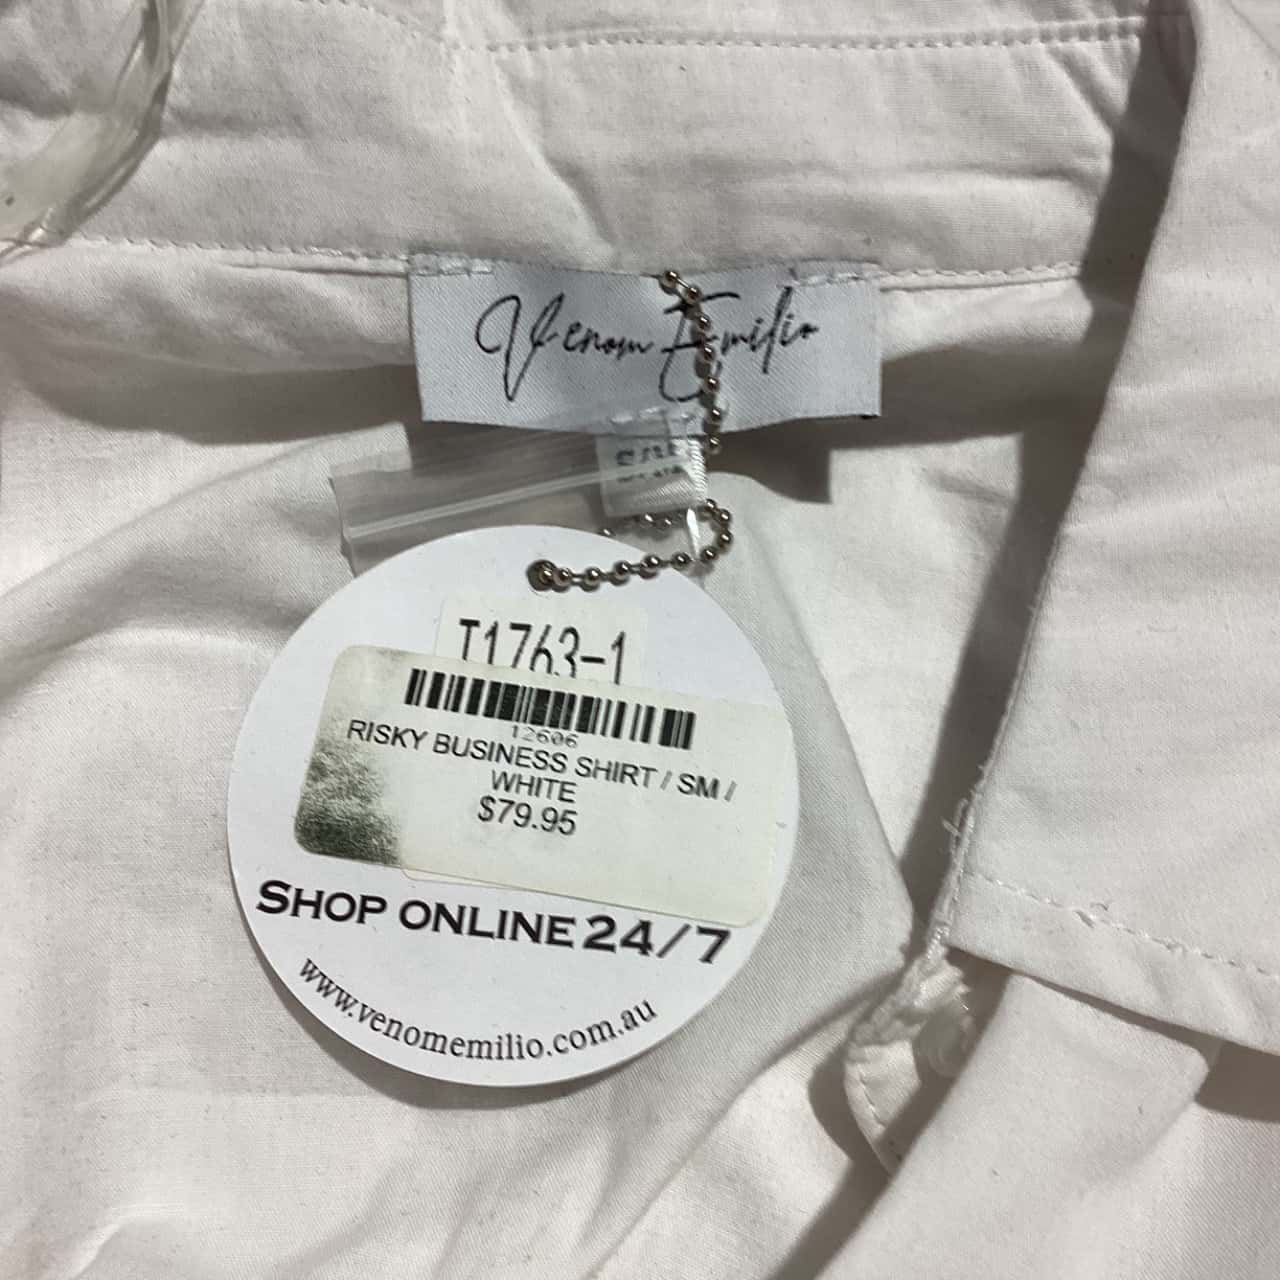 Venom Emilio
T1763-1
12606
RISKY BUSINESS SHIRT / SM /
WHITE
$79.95
SHOP ONLINE 24/7
www.venomemilio.com.au